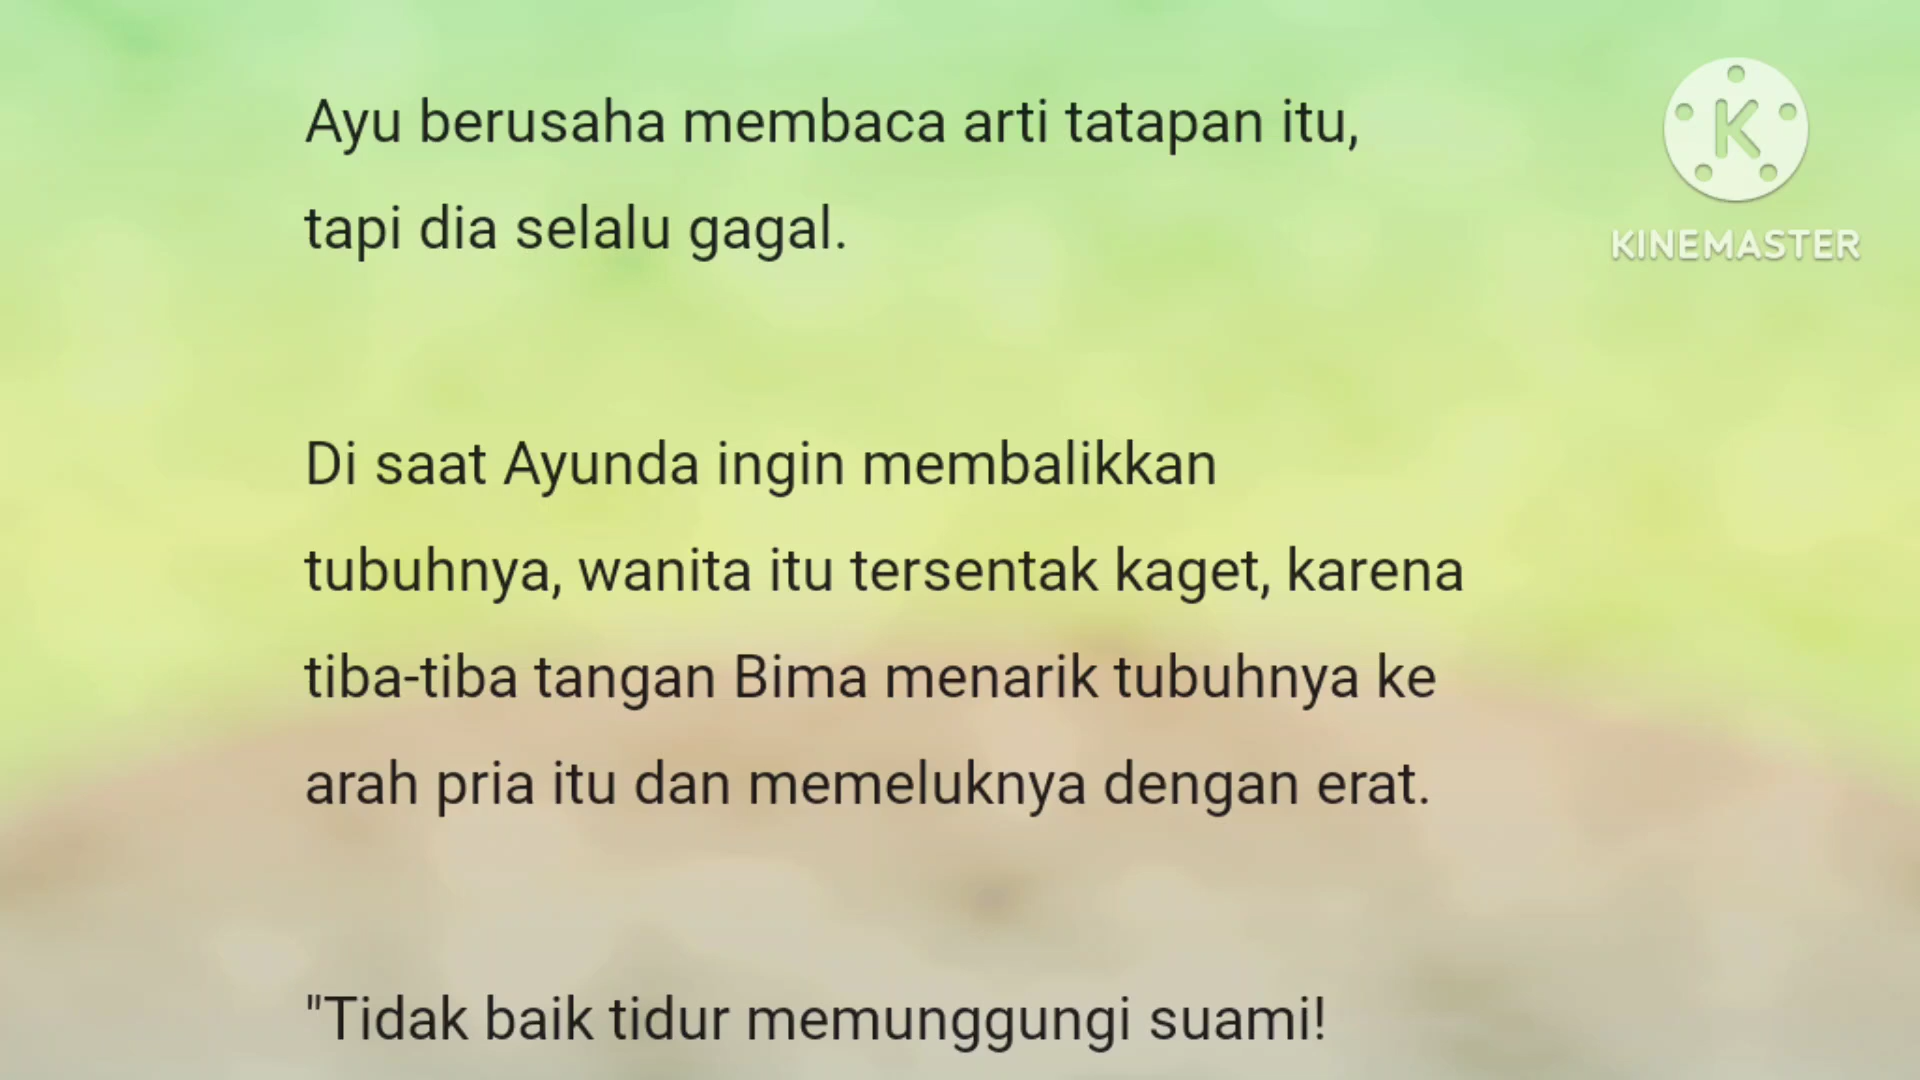 Ayu berusaha membaca arti tatapan itu,
tapi dia selalu gagal.
Di saat Ayunda ingin membalikkan
tubuhnya, wanita itu tersentak kaget, karena
tiba-tiba tangan Bima menarik tubuhnya ke
arah pria itu dan memeluknya dengan erat.
"Tidak baik tidur memunggungi suami!
K
KINEMASTER